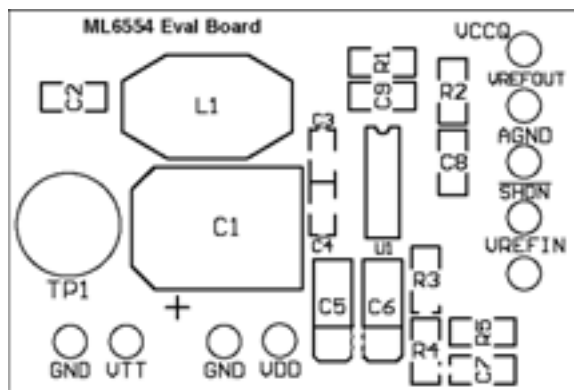 ML6554 Eval Board
VCCQ
R1
VREFOUT
C2
C9
R2
L1
AGND
C3
C8
SHDN
C1
C4
U1
VREFIN
TP1
R3
+
C5
C6
R6
R4
C7
GND
VTT
GND
VDD